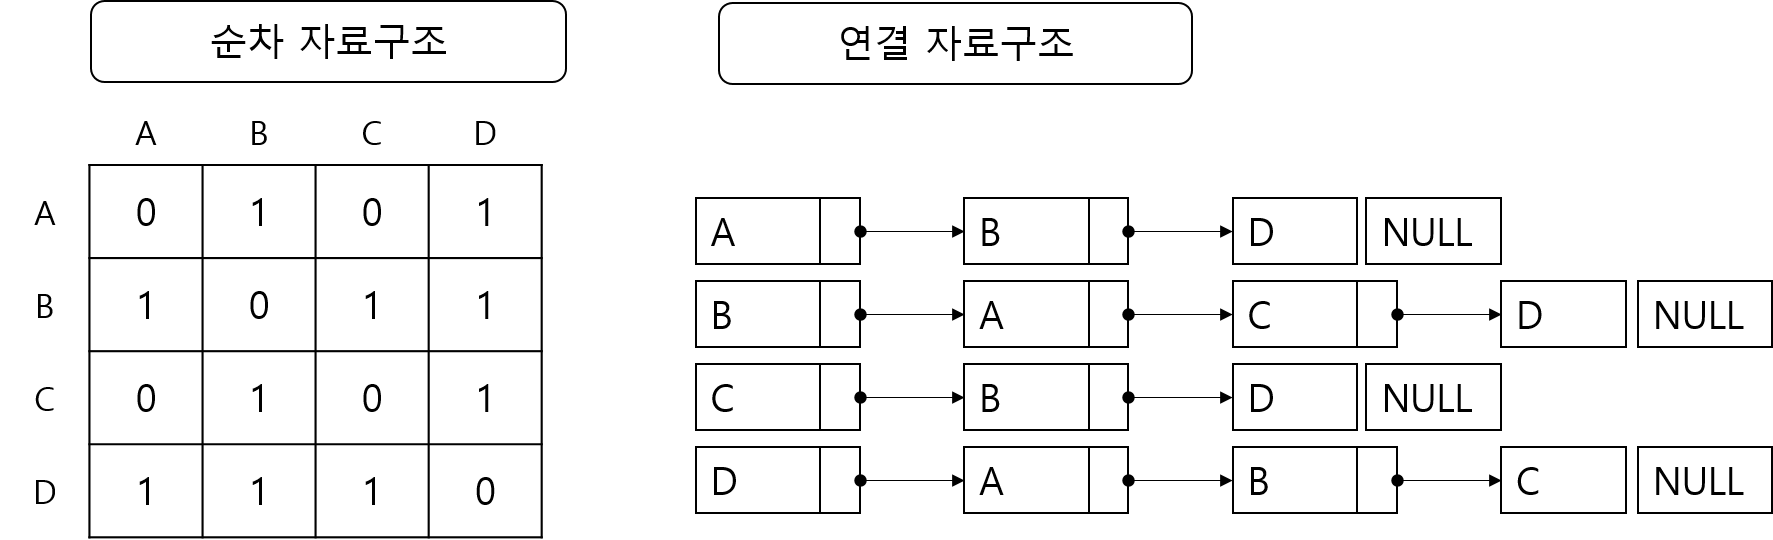 순차 자료구조
A B C D
A 0 1 0 1
B 1 0 1 1
C 0 1 0 1
D 1 1 1 0
연결 자료구조
A B D NULL
B A C D NULL
C B D NULL
D A B C NULL